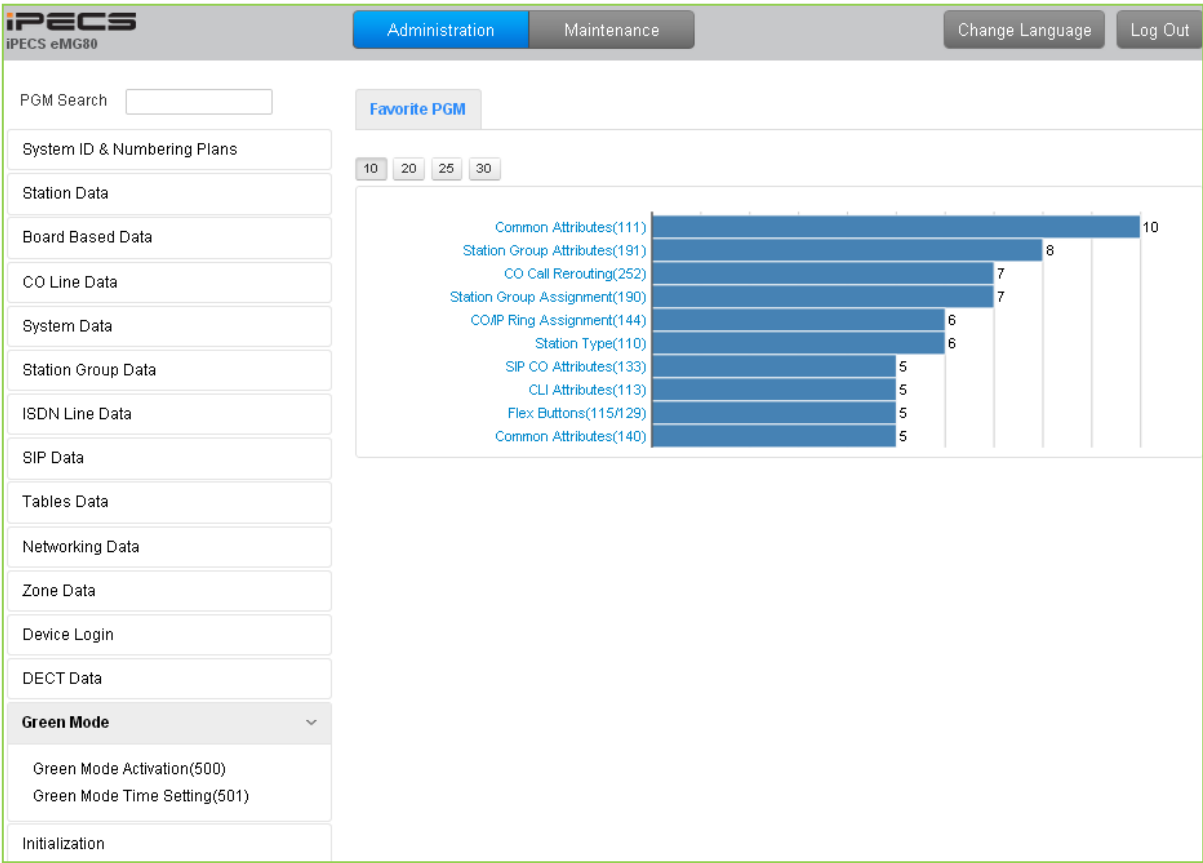 iPECS
iPECS eMG80
Administration
Maintenance
Change Language
Log Out
PGM Search
System ID & Numbering Plans
Station Data
Board Based Data
CO Line Data
System Data
Station Group Data
ISDN Line Data
SIP Data
Tables Data
Networking Data
Zone Data
Device Login
DECT Data
Green Mode
Green Mode Activation(500)
Green Mode Time Setting(501)
Initialization
Favorite PGM
10 20 25 30
Common Attributes(111) 10
Station Group Attributes(191) 8
CO Call Rerouting(252) 7
Station Group Assignment(190) 7
CO/IP Ring Assignment(144) 6
Station Type(110) 6
SIP CO Attributes(133) 5
CLI Attributes(113) 5
Flex Buttons(115/129) 5
Common Attributes(140) 5